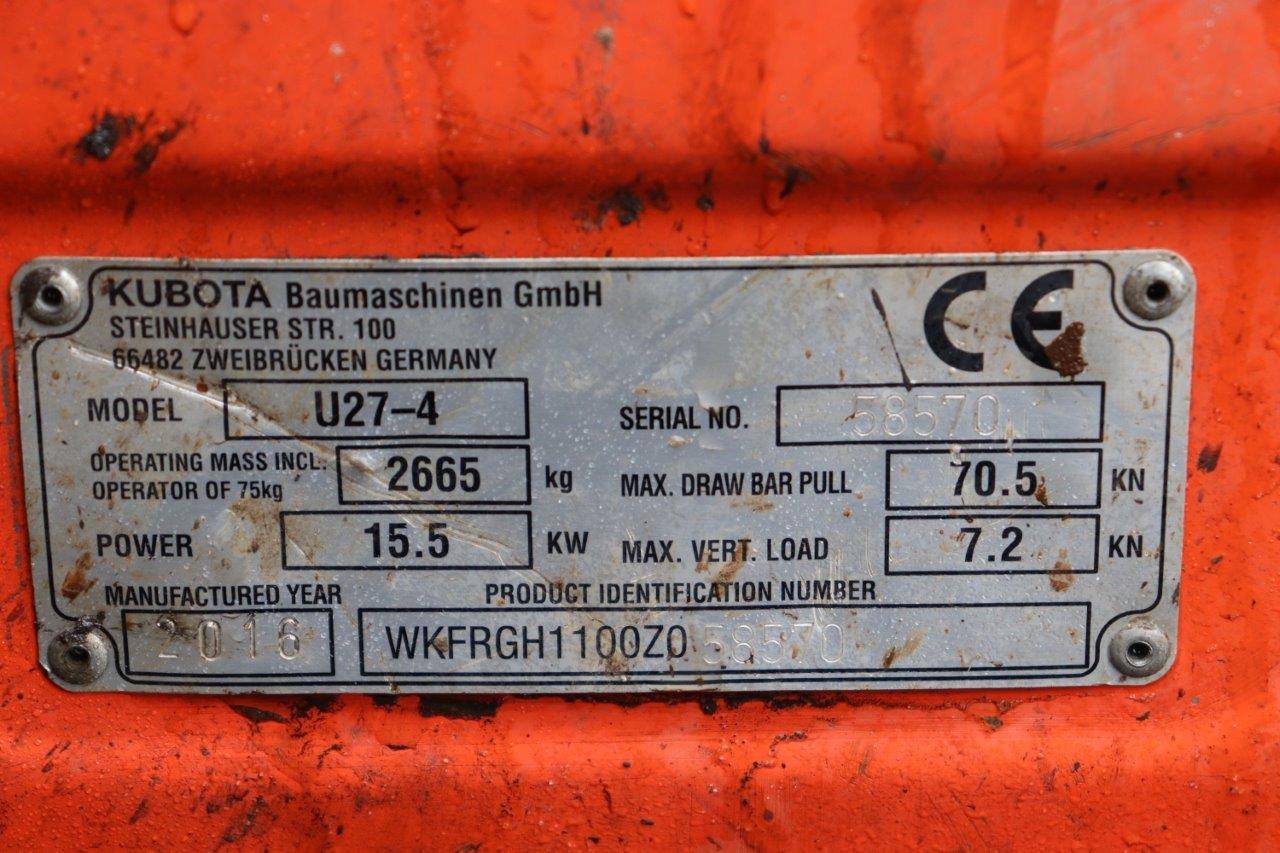 KUBOTA Baumaschinen GmbH
STEINHAUSER STR. 100
66482 ZWEIBRÜCKEN GERMANY
CE
MODEL U27-4
SERIAL NO. 58570
OPERATING MASS INCL.
OPERATOR OF 75kg 2665 kg
MAX. DRAW BAR PULL 70.5 KN
POWER 15.5 KW
MAX. VERT. LOAD 7.2 KN
MANUFACTURED YEAR
2016
PRODUCT IDENTIFICATION NUMBER
WKFRGH1100Z058570